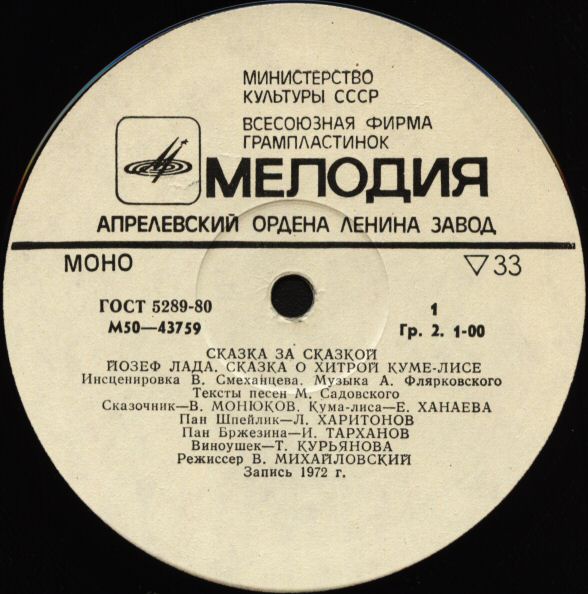 МИНИСТЕРСТВО
КУЛЬТУРЫ СССР
ВСЕСОЮЗНАЯ ФИРМА
ГРАМПЛАСТИНОК
МЕЛОДИЯ
АПРЕЛЕВСКИЙ ОРДЕНА ЛЕНИНА ЗАВОД
МОНО ▽33
ГОСТ 5289-80 1
М50—43759 Гр. 2. 1-00
СКАЗКА ЗА СКАЗКОЙ
ЙОЗЕФ ЛАДА. СКАЗКА О ХИТРОЙ КУМЕ-ЛИСЕ
Инсценировка В. Смеханцева. Музыка А. Флярковского
Тексты песен М. Садовского
Сказочник—В. МОНЮКОВ. Кума-лиса—Е. ХАНАЕВА
Пан Шпейлик—Л. ХАРИТОНОВ
Пан Бржезина—И. ТАРХАНОВ
Виноушек—Т. КУРЬЯНОВА
Режиссер В. МИХАЙЛОВСКИЙ
Запись 1972 г.